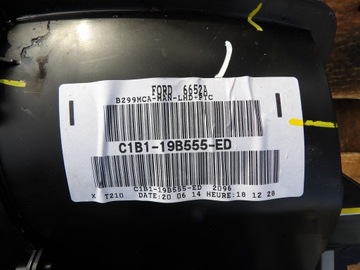 FORD 6652A
B299MCA-MAN-LHD-PTC
C1B1-19B555-ED
C1B1-19B555-ED 2096
X T210 DATE:20 06 14 HEURE:18 12 28